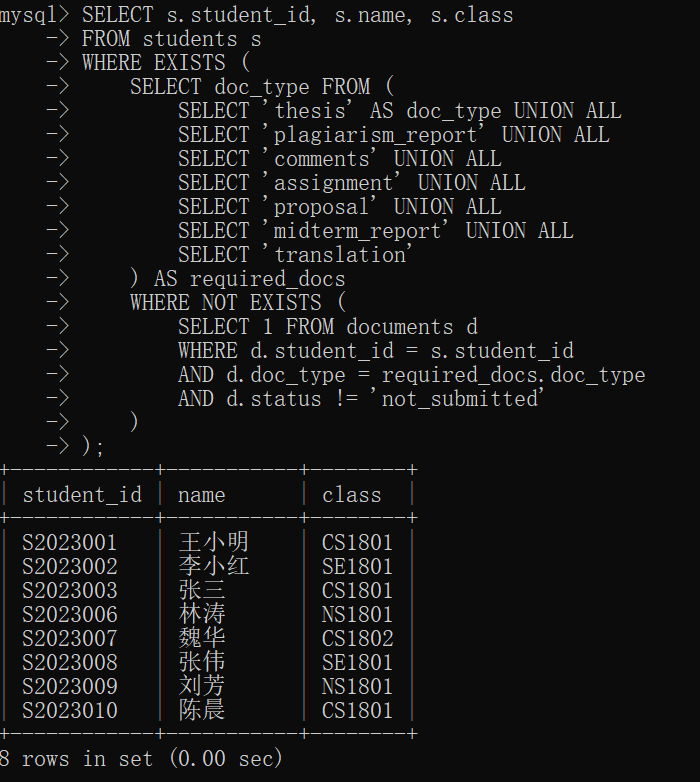 mysql> SELECT s.student_id, s.name, s.class
    -> FROM students s
    -> WHERE EXISTS (
    ->     SELECT doc_type FROM (
    ->         SELECT 'thesis' AS doc_type UNION ALL
    ->         SELECT 'plagiarism_report' UNION ALL
    ->         SELECT 'comments' UNION ALL
    ->         SELECT 'assignment' UNION ALL
    ->         SELECT 'proposal' UNION ALL
    ->         SELECT 'midterm_report' UNION ALL
    ->         SELECT 'translation'
    ->     ) AS required_docs
    ->     WHERE NOT EXISTS (
    ->         SELECT 1 FROM documents d
    ->         WHERE d.student_id = s.student_id
    ->         AND d.doc_type = required_docs.doc_type
    ->         AND d.status != 'not_submitted'
    ->     )
    -> );
+------------+-----------+--------+
| student_id | name      | class  |
+------------+-----------+--------+
| S2023001   | 王小明    | CS1801 |
| S2023002   | 李小红    | SE1801 |
| S2023003   | 张三      | CS1801 |
| S2023006   | 林涛      | NS1801 |
| S2023007   | 魏华      | CS1802 |
| S2023008   | 张伟      | SE1801 |
| S2023009   | 刘芳      | NS1801 |
| S2023010   | 陈晨      | CS1801 |
+------------+-----------+--------+
8 rows in set (0.00 sec)